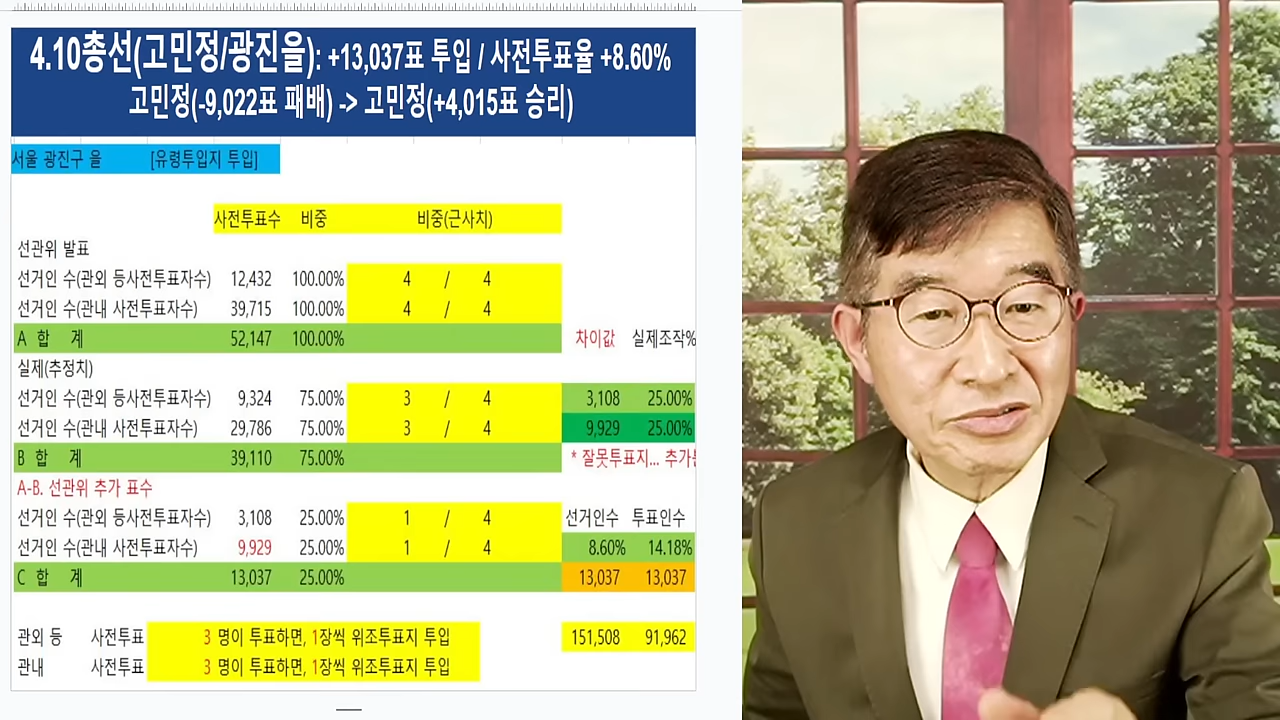 4.10총선(고민정/광진을): +13,037표 투입 / 사전투표율 +8.60%
고민정(-9,022표 패배) -> 고민정(+4,015표 승리)
서울 광진구 을 [유령투입지 투입]
사전투표수 비중 비중(근사치)
선관위 발표
선거인 수(관외 등사전투표자수) 12,432 100.00% 4 / 4
선거인 수(관내 사전투표자수) 39,715 100.00% 4 / 4
A 합 계 52,147 100.00% 차이값 실제조작%
실제(추정치)
선거인 수(관외 등사전투표자수) 9,324 75.00% 3 / 4 3,108 25.00%
선거인 수(관내 사전투표자수) 29,786 75.00% 3 / 4 9,929 25.00%
B 합 계 39,110 75.00% * 잘못투표지... 추가
A-B. 선관위 추가 표수
선거인 수(관외 등사전투표자수) 3,108 25.00% 1 / 4 선거인수 투표인수
선거인 수(관내 사전투표자수) 9,929 25.00% 1 / 4 8.60% 14.18%
C 합 계 13,037 25.00% 13,037 13,037
관외 등 사전투표 3 명이 투표하면, 1장씩 위조투표지 투입 151,508 91,962
관내 사전투표 3 명이 투표하면, 1장씩 위조투표지 투입